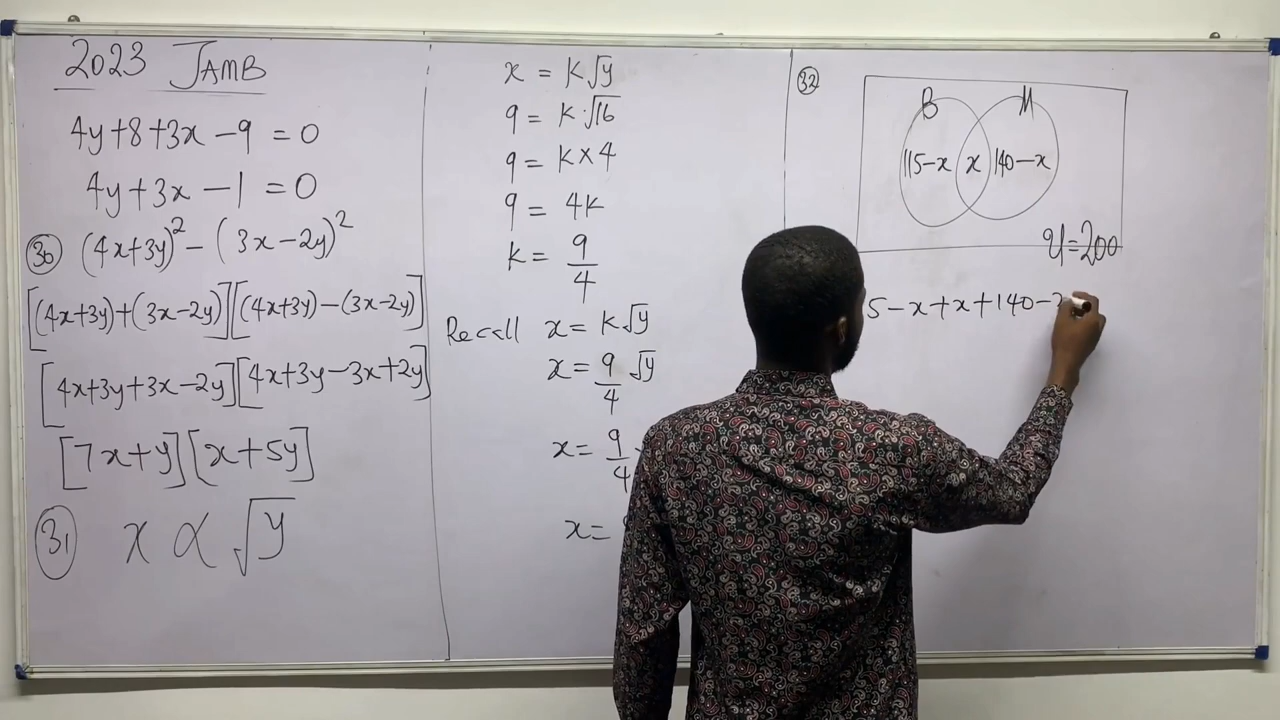 2023 JAMB
4y+8+3x-9=0
4y+3x-1=0
30 (4x+3y)²-(3x-2y)²
[(4x+3y)+(3x-2y)][(4x+3y)-(3x-2y)]
[4x+3y+3x-2y][4x+3y-3x+2y]
[7x+y][x+5y]
31 x ∝ √y
x = K√y
9 = K·√16
9 = K×4
9 = 4K
k = 9/4
Recall x = K√y
x = 9/4 √y
x = 9/4
x =
32
B M
115-x x 140-x
U=200
5-x+x+140-